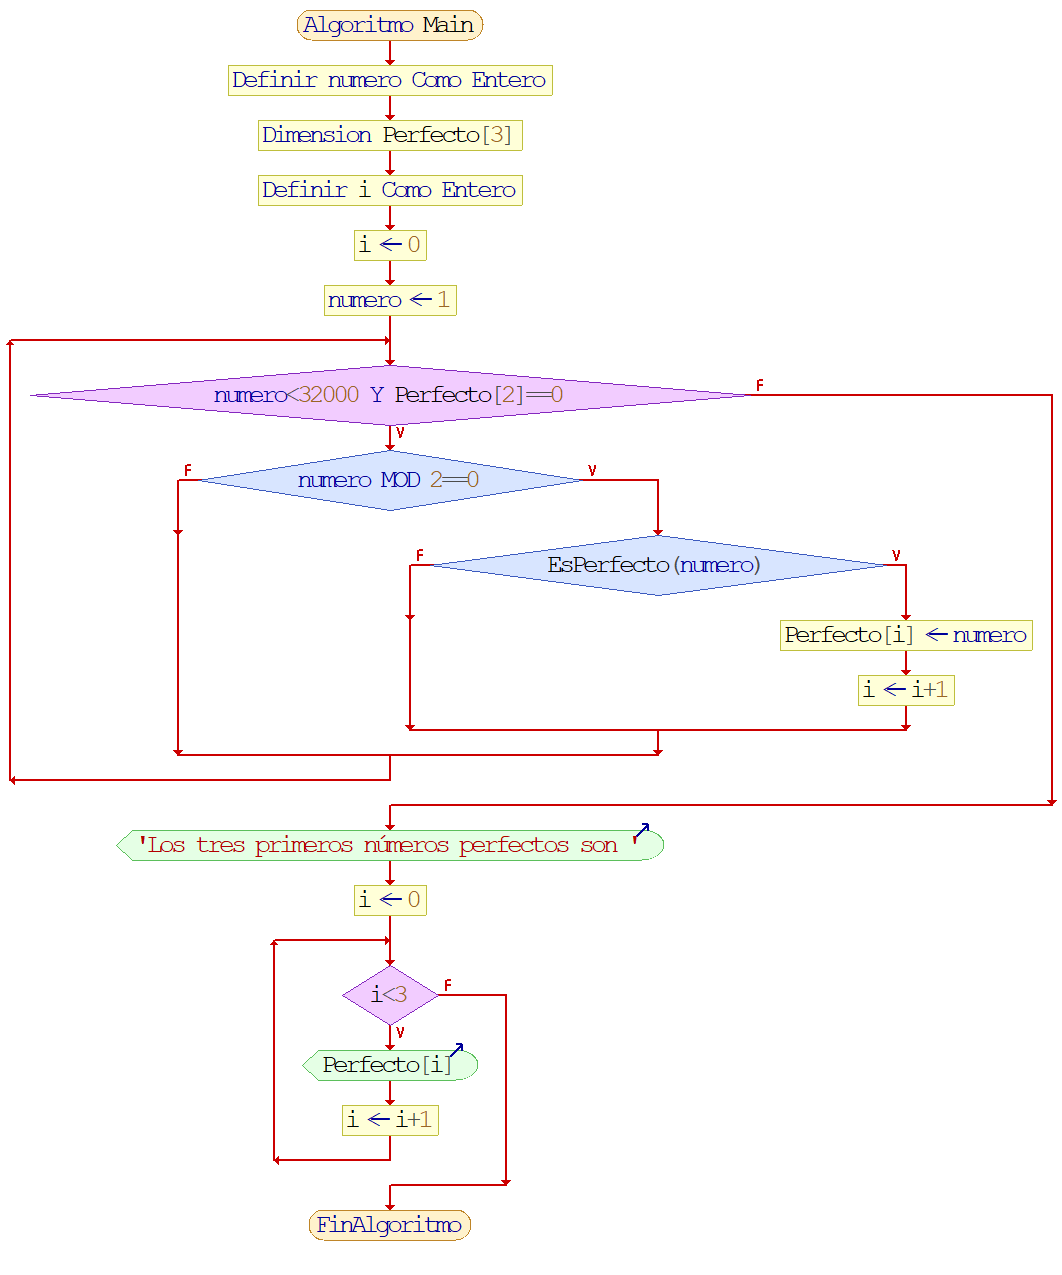 Algoritmo Main
Definir numero Como Entero
Dimension Perfecto[3]
Definir i Como Entero
i ← 0
numero ← 1
numero<32000 Y Perfecto[2]==0
F
V
numero MOD 2==0
F
V
EsPerfecto(numero)
F
V
Perfecto[i] ← numero
i ← i+1
'Los tres primeros números perfectos son '
i ← 0
i<3
F
V
Perfecto[i]
i ← i+1
FinAlgoritmo